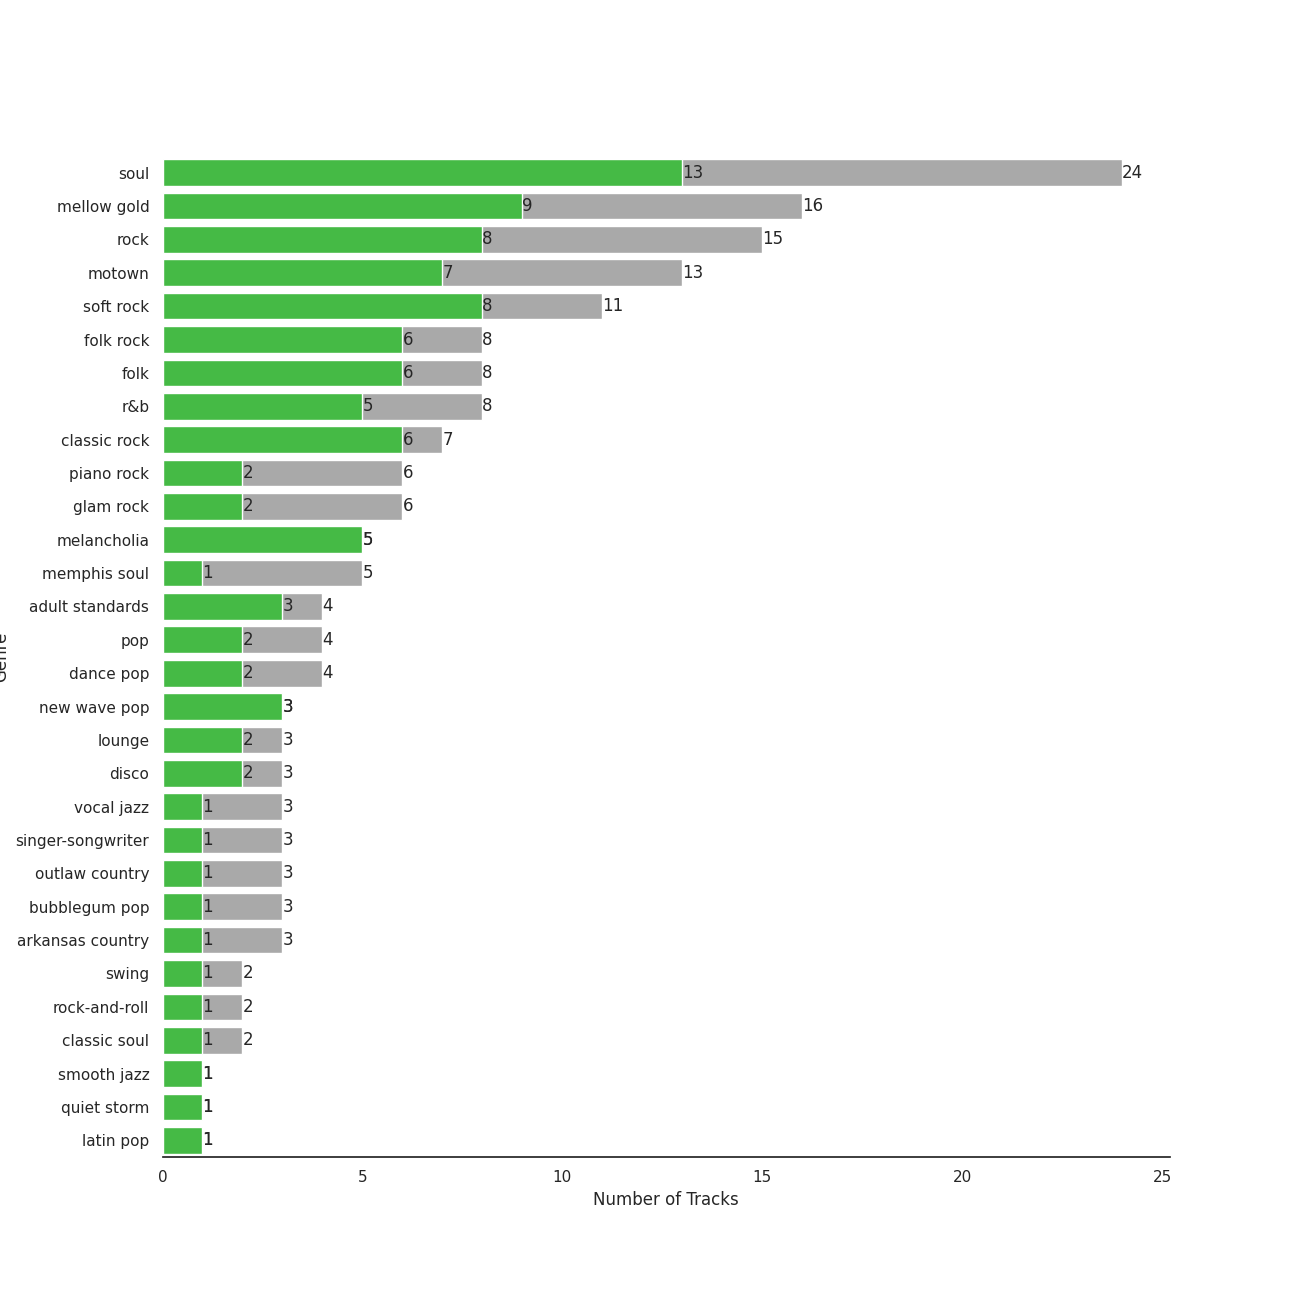 soul 13 24
mellow gold 9 16
rock 8 15
motown 7 13
soft rock 8 11
folk rock 6 8
folk 6 8
r&b 5 8
classic rock 6 7
piano rock 2 6
glam rock 2 6
melancholia 5
memphis soul 1 5
adult standards 3 4
pop 2 4
dance pop 2 4
new wave pop 3
lounge 2 3
disco 2 3
vocal jazz 1 3
singer-songwriter 1 3
outlaw country 1 3
bubblegum pop 1 3
arkansas country 1 3
swing 1 2
rock-and-roll 1 2
classic soul 1 2
smooth jazz 1
quiet storm 1
latin pop 1
0 5 10 15 20 25
Number of Tracks
Genre